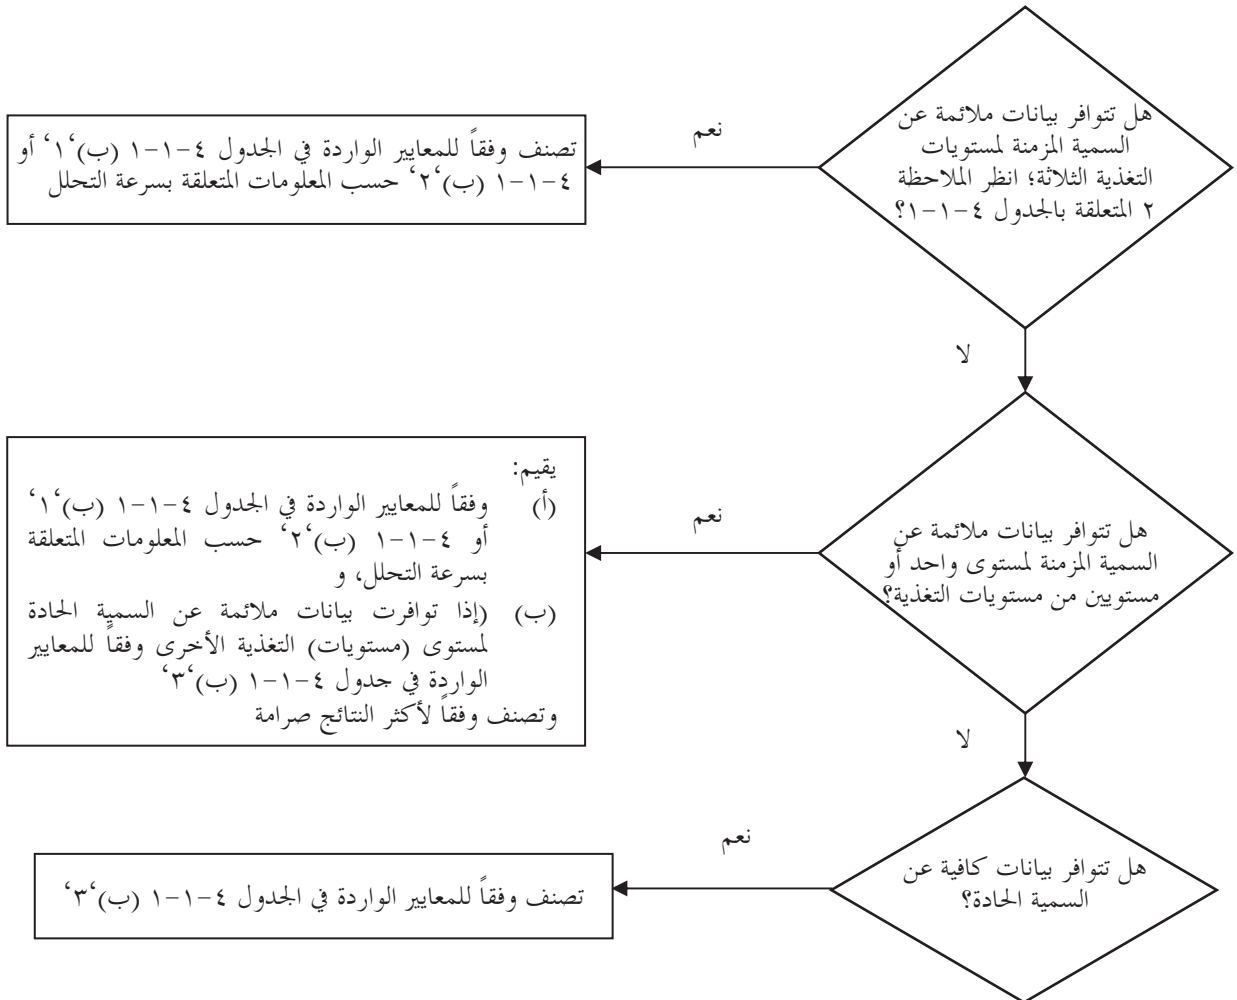 هل تتوافر بيانات ملائمة عن
السمية المزمنة لمستويات
التغذية الثلاثة؛ انظر الملاحظة
٢ المتعلقة بالجدول ٤-١-١؟
نعم
تصنف وفقاً للمعايير الواردة في الجدول ٤-١-١ (ب)‘١‘ أو
٤-١-١ (ب)‘٢‘ حسب المعلومات المتعلقة بسرعة التحلل
لا
هل تتوافر بيانات ملائمة عن
السمية المزمنة لمستوى واحد أو
مستويين من مستويات التغذية؟
نعم
يقيم:
(أ) وفقاً للمعايير الواردة في الجدول ٤-١-١ (ب)‘١‘
أو ٤-١-١ (ب)‘٢‘ حسب المعلومات المتعلقة
بسرعة التحلل، و
(ب) (إذا توافرت بيانات ملائمة عن السمية الحادة
لمستوى (مستويات) التغذية الأخرى وفقاً للمعايير
الواردة في جدول ٤-١-١ (ب)‘٣‘
وتصنف وفقاً لأكثر النتائج صرامة
لا
هل تتوافر بيانات كافية عن
السمية الحادة؟
نعم
تصنف وفقاً للمعايير الواردة في الجدول ٤-١-١ (ب)‘٣‘